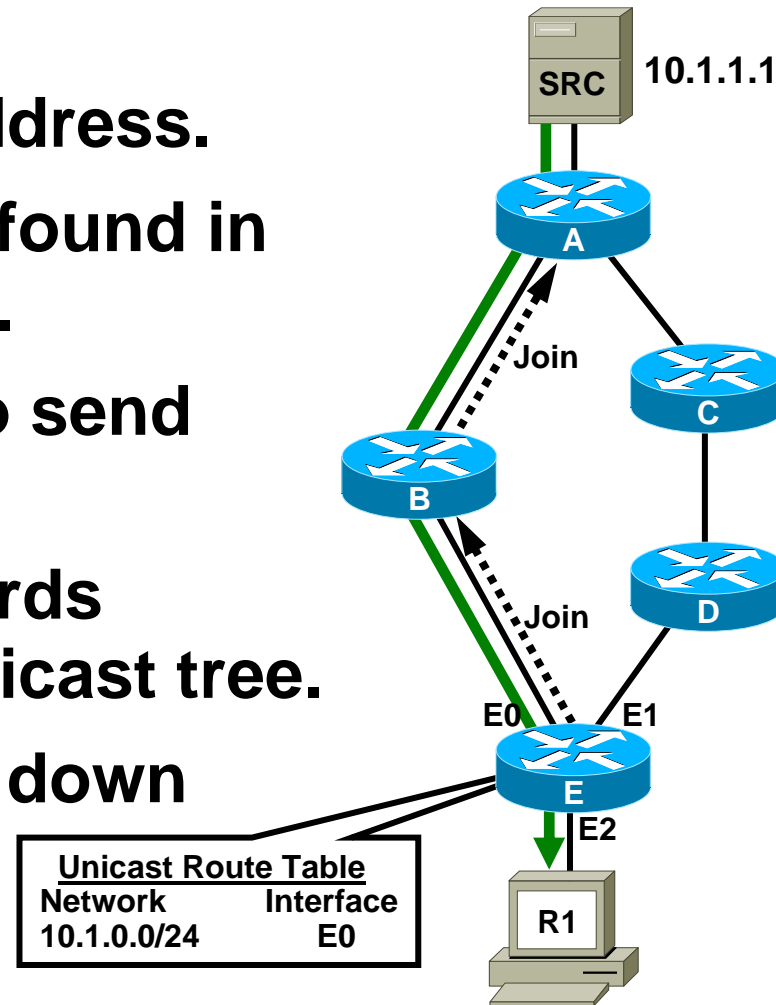 SRC
10.1.1.1
ddress.
A
found in
.
Join
C
o send
B
rds
Join
D
icast tree.
E0
E1
down
E
E2
Unicast Route Table
Network Interface
10.1.0.0/24 E0
R1